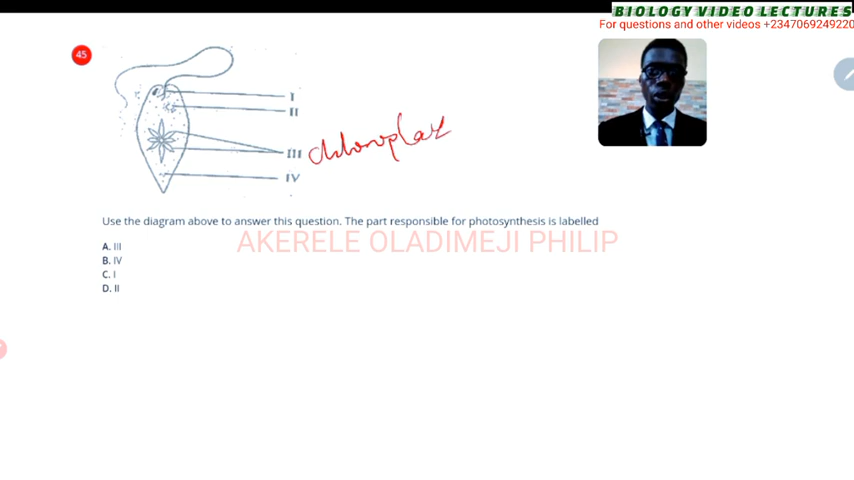 BIOLOGY VIDEO LECTURES
For questions and other videos +2347069249220
45
I
II
III chloroplast
IV
Use the diagram above to answer this question. The part responsible for photosynthesis is labelled
AKERELE OLADIMEJI PHILIP
A. III
B. IV
C. I
D. II